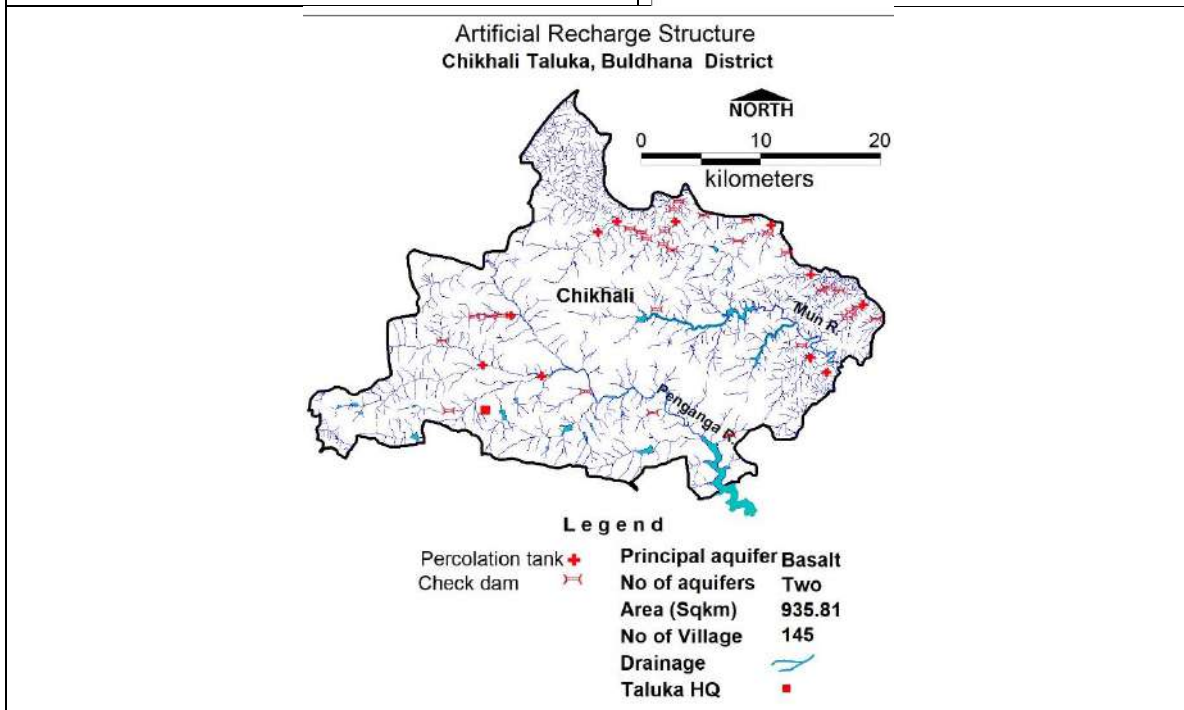 Artificial Recharge Structure
Chikhali Taluka, Buldhana District
NORTH
0 10 20
kilometers
Chikhali
Mun R.
Penganga R.
Legend
Percolation tank
Check dam
Principal aquifer Basalt
No of aquifers Two
Area (Sqkm) 935.81
No of Village 145
Drainage
Taluka HQ